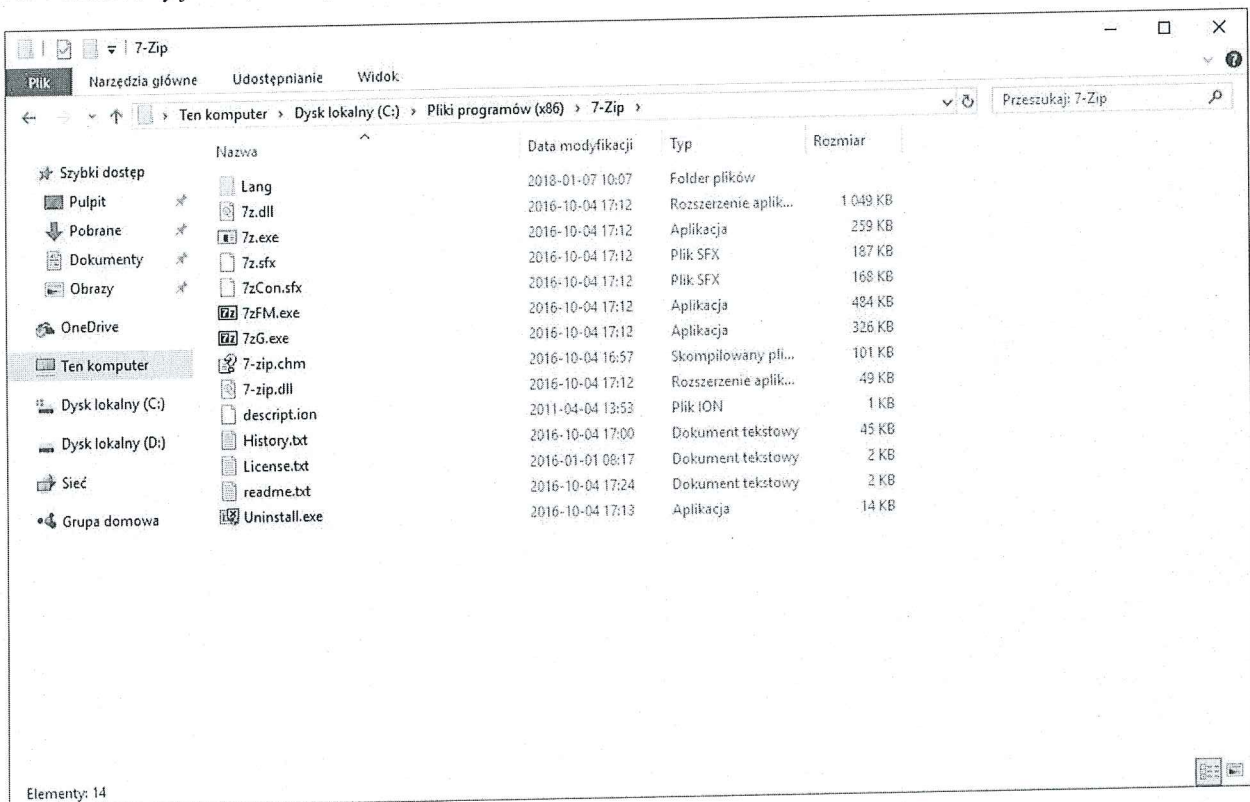 7-Zip
Plik Narzędzia główne Udostępnianie Widok
Ten komputer > Dysk lokalny (C:) > Pliki programów (x86) > 7-Zip >
Przeszukaj: 7-Zip
Szybki dostęp
Pulpit
Pobrane
Dokumenty
Obrazy
OneDrive
Ten komputer
Dysk lokalny (C:)
Dysk lokalny (D:)
Sieć
Grupa domowa
Nazwa Data modyfikacji Typ Rozmiar
Lang 2018-01-07 10:07 Folder plików
7z.dll 2016-10-04 17:12 Rozszerzenie aplik... 1 049 KB
7z.exe 2016-10-04 17:12 Aplikacja 259 KB
7z.sfx 2016-10-04 17:12 Plik SFX 187 KB
7zCon.sfx 2016-10-04 17:12 Plik SFX 168 KB
7zFM.exe 2016-10-04 17:12 Aplikacja 484 KB
7zG.exe 2016-10-04 17:12 Aplikacja 326 KB
7-zip.chm 2016-10-04 16:57 Skompilowany pli... 101 KB
7-zip.dll 2016-10-04 17:12 Rozszerzenie aplik... 49 KB
descript.ion 2011-04-04 13:53 Plik ION 1 KB
History.txt 2016-10-04 17:00 Dokument tekstowy 45 KB
License.txt 2016-01-01 08:17 Dokument tekstowy 2 KB
readme.txt 2016-10-04 17:24 Dokument tekstowy 2 KB
Uninstall.exe 2016-10-04 17:13 Aplikacja 14 KB
Elementy: 14